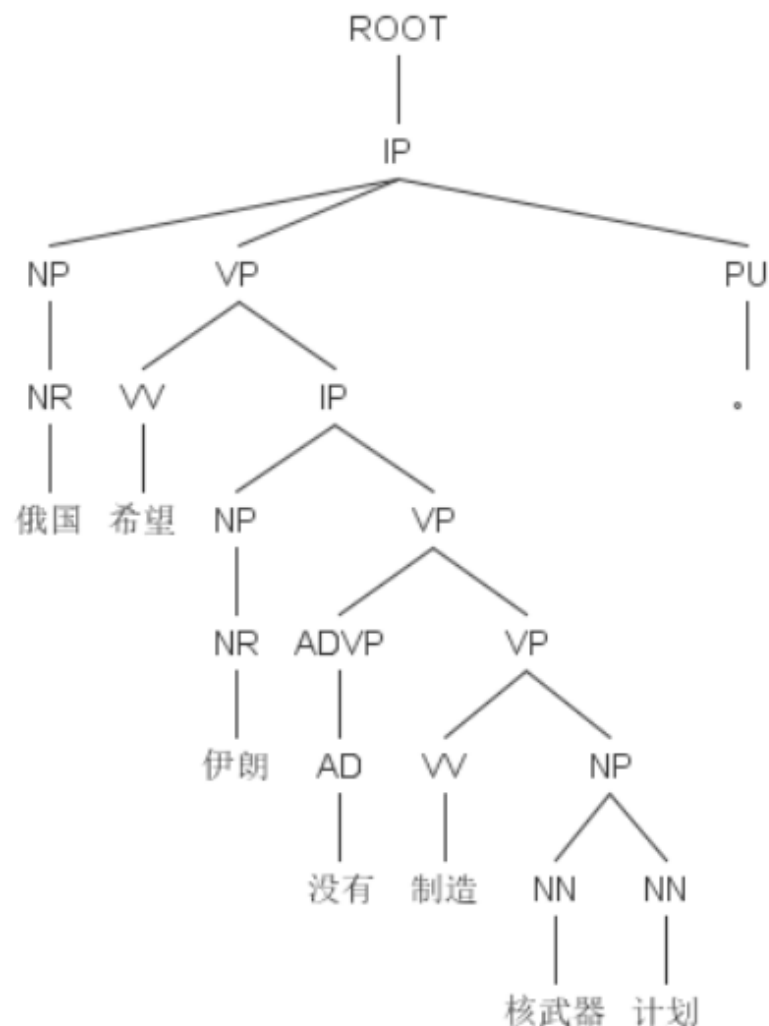 ROOT
IP
NP VP PU
NR VV IP 。
俄国 希望 NP VP
NR ADVP VP
伊朗 AD VV NP
没有 制造 NN NN
核武器 计划